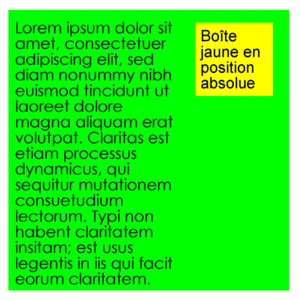 Lorem ipsum dolor sit
amet, consectetuer
adipiscing elit, sed
diam nonummy nibh
euismod tincidunt ut
laoreet dolore
magna aliquam erat
volutpat. Claritas est
etiam processus
dynamicus, qui
sequitur mutationem
consuetudium
lectorum. Typi non
habent claritatem
insitam; est usus
legentis in iis qui facit
eorum claritatem.
Boîte
jaune en
position
absolue